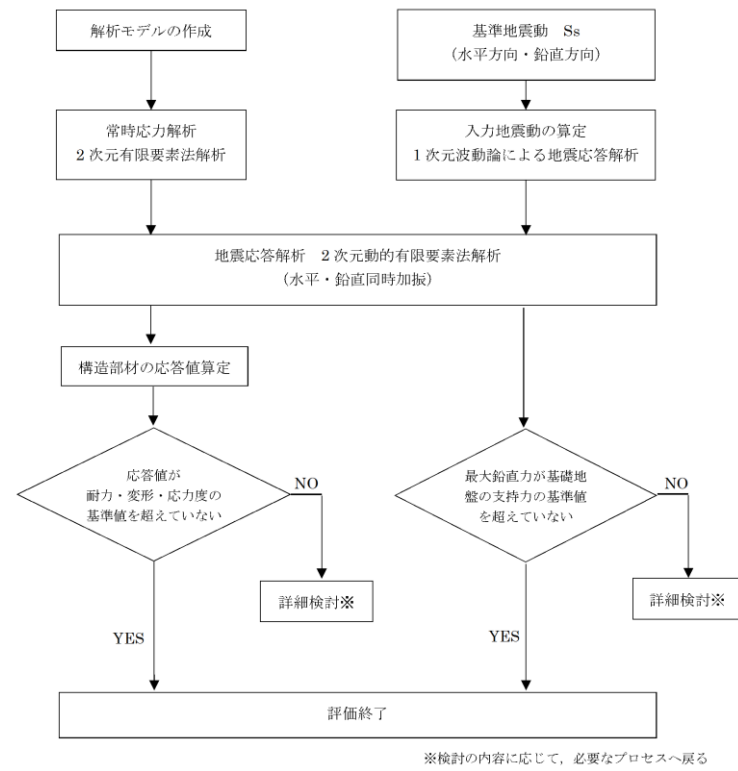 解析モデルの作成
基準地震動　Ss
（水平方向・鉛直方向）
常時応力解析
2次元有限要素法解析
入力地震動の算定
1次元波動論による地震応答解析
地震応答解析　2次元動的有限要素法解析
（水平・鉛直同時加振）
構造部材の応答値算定
応答値が
耐力・変形・応力度の
基準値を超えていない
NO
最大鉛直力が基礎地
盤の支持力の基準値
を超えていない
NO
詳細検討※
詳細検討※
YES
YES
評価終了
※検討の内容に応じて，必要なプロセスへ戻る